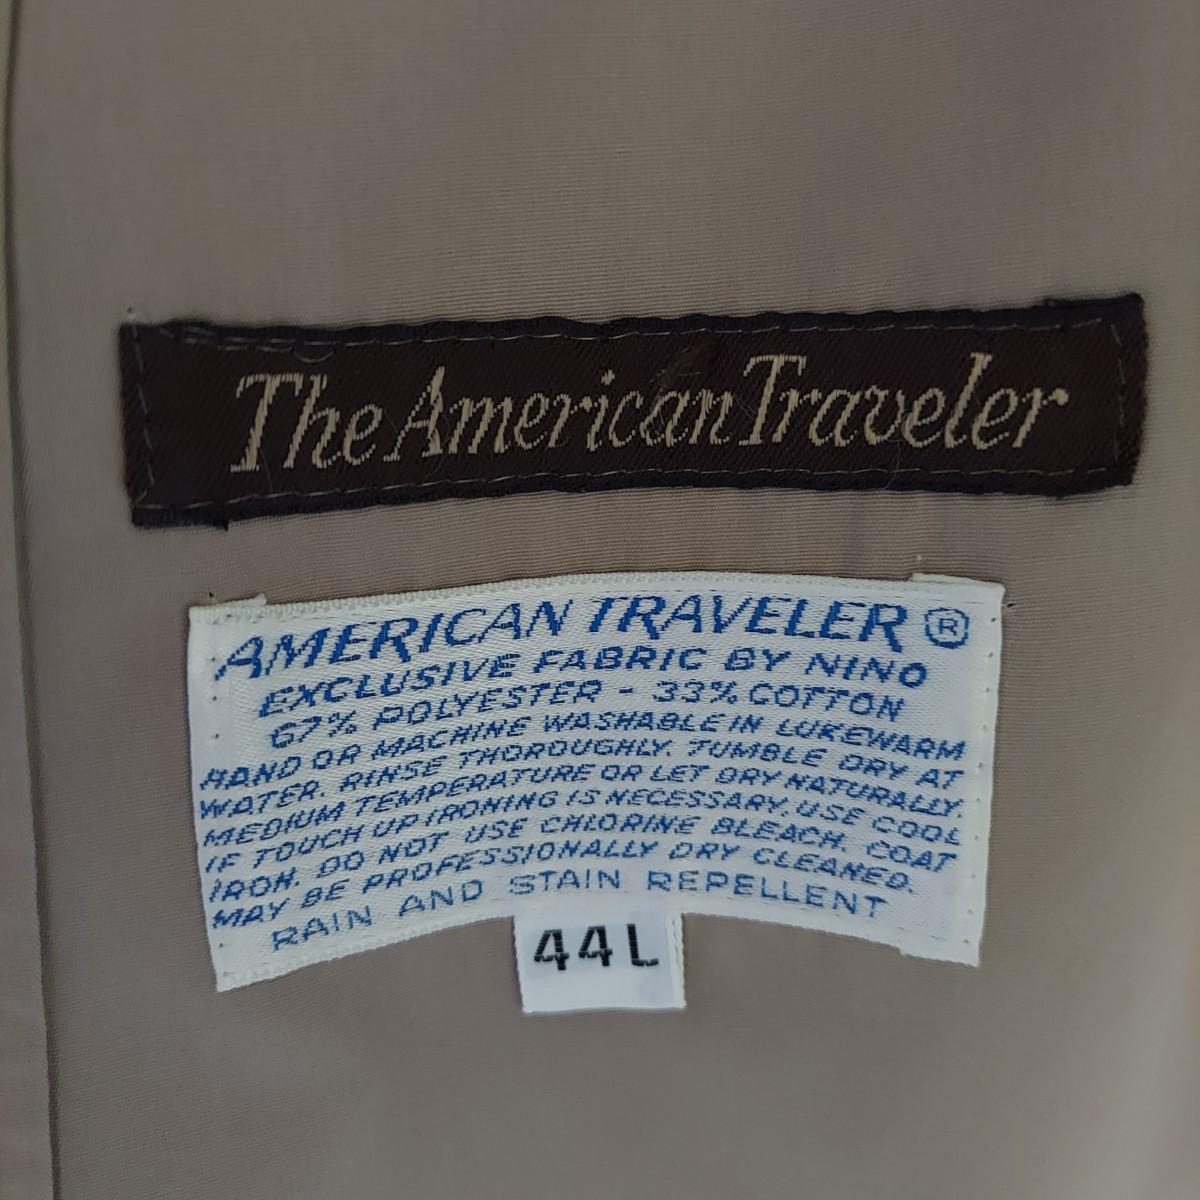 The American Traveler
AMERICAN TRAVELER ®
EXCLUSIVE FABRIC BY NINO
67% POLYESTER - 33% COTTON
HAND OR MACHINE WASHABLE IN LUKEWARM
WATER. RINSE THOROUGHLY. TUMBLE DRY AT
MEDIUM TEMPERATURE OR LET DRY NATURALLY.
IF TOUCH UP IRONING IS NECESSARY. USE COOL
IRON. DO NOT USE CHLORINE BLEACH. COAT
MAY BE PROFESSIONALLY DRY CLEANED.
RAIN AND STAIN REPELLENT
44L